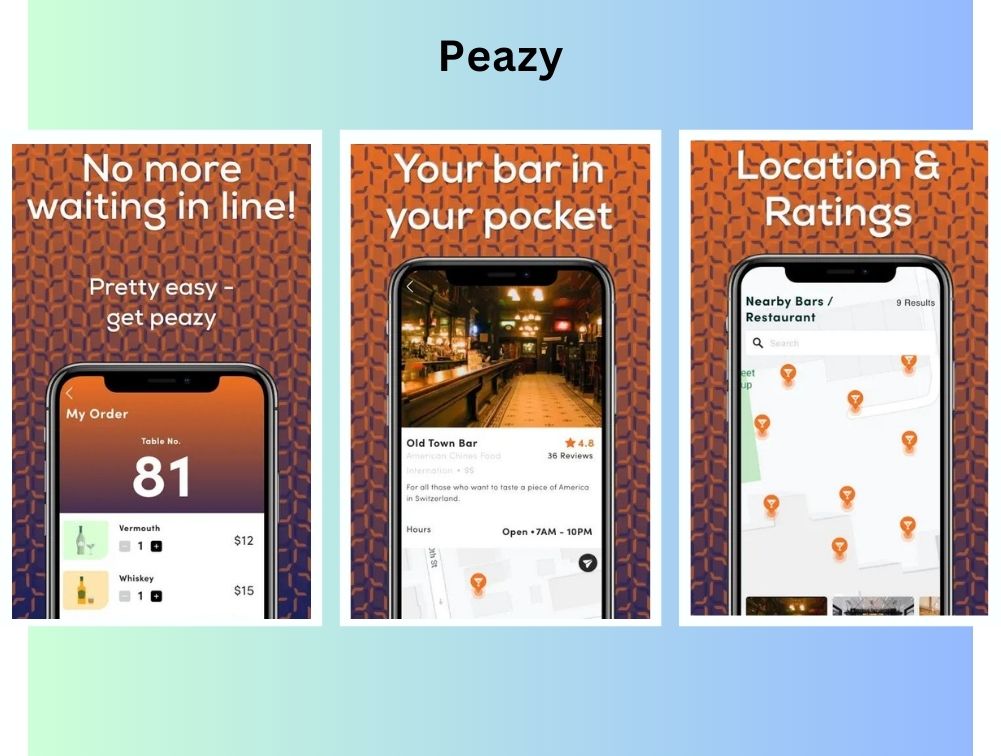 Peazy
No more
waiting in line!
Pretty easy -
get peazy
My Order
Table No.
81
Vermouth
1
$12
Whiskey
1
$15
Your bar in
your pocket
Old Town Bar
4.8
American Chines Food
36 Reviews
Internation • $$
For all those who want to taste a piece of America
in Switzerland.
Hours
Open • 7AM - 10PM
Location &
Ratings
Nearby Bars /
Restaurant
9 Results
Search